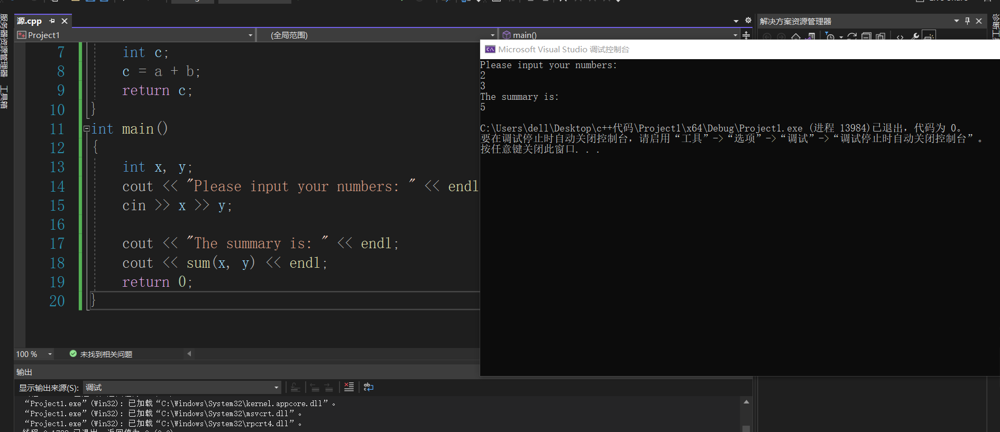 源.cpp
解决方案资源管理器
服务器资源管理器
工具箱
Project1
(全局范围)
main()
Microsoft Visual Studio 调试控制台
7 int c;
8 c = a + b;
9 return c;
10 }
11 int main()
12 {
13 int x, y;
14 cout << "Please input your numbers: " << endl
15 cin >> x >> y;
16
17 cout << "The summary is: " << endl;
18 cout << sum(x, y) << endl;
19 return 0;
20 }
Please input your numbers:
2
3
The summary is:
5
C:\Users\dell\Desktop\c++代码\Project1\x64\Debug\Project1.exe (进程 13984)已退出，代码为 0。
要在调试停止时自动关闭控制台，请启用“工具”->“选项”->“调试”->“调试停止时自动关闭控制台”。
按任意键关闭此窗口. . .
100 %
未找到相关问题
输出
显示输出来源(S):
调试
“Project1.exe”(Win32): 已加载“C:\Windows\System32\kernel.appcore.dll”。
“Project1.exe”(Win32): 已加载“C:\Windows\System32\msvcrt.dll”。
“Project1.exe”(Win32): 已加载“C:\Windows\System32\rpcrt4.dll”。